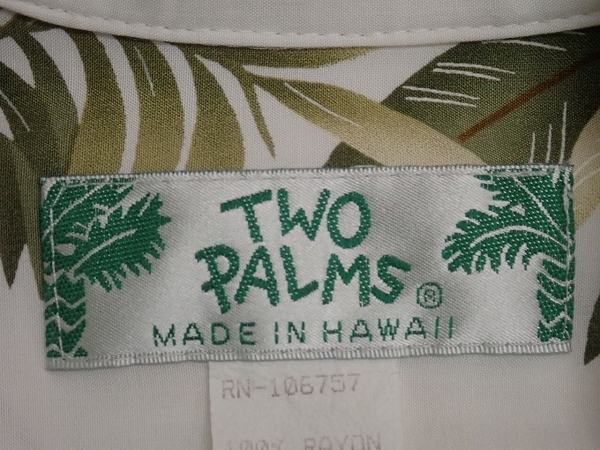 TWO
PALMS®
MADE IN HAWAII
RN-106757
100% RAYON